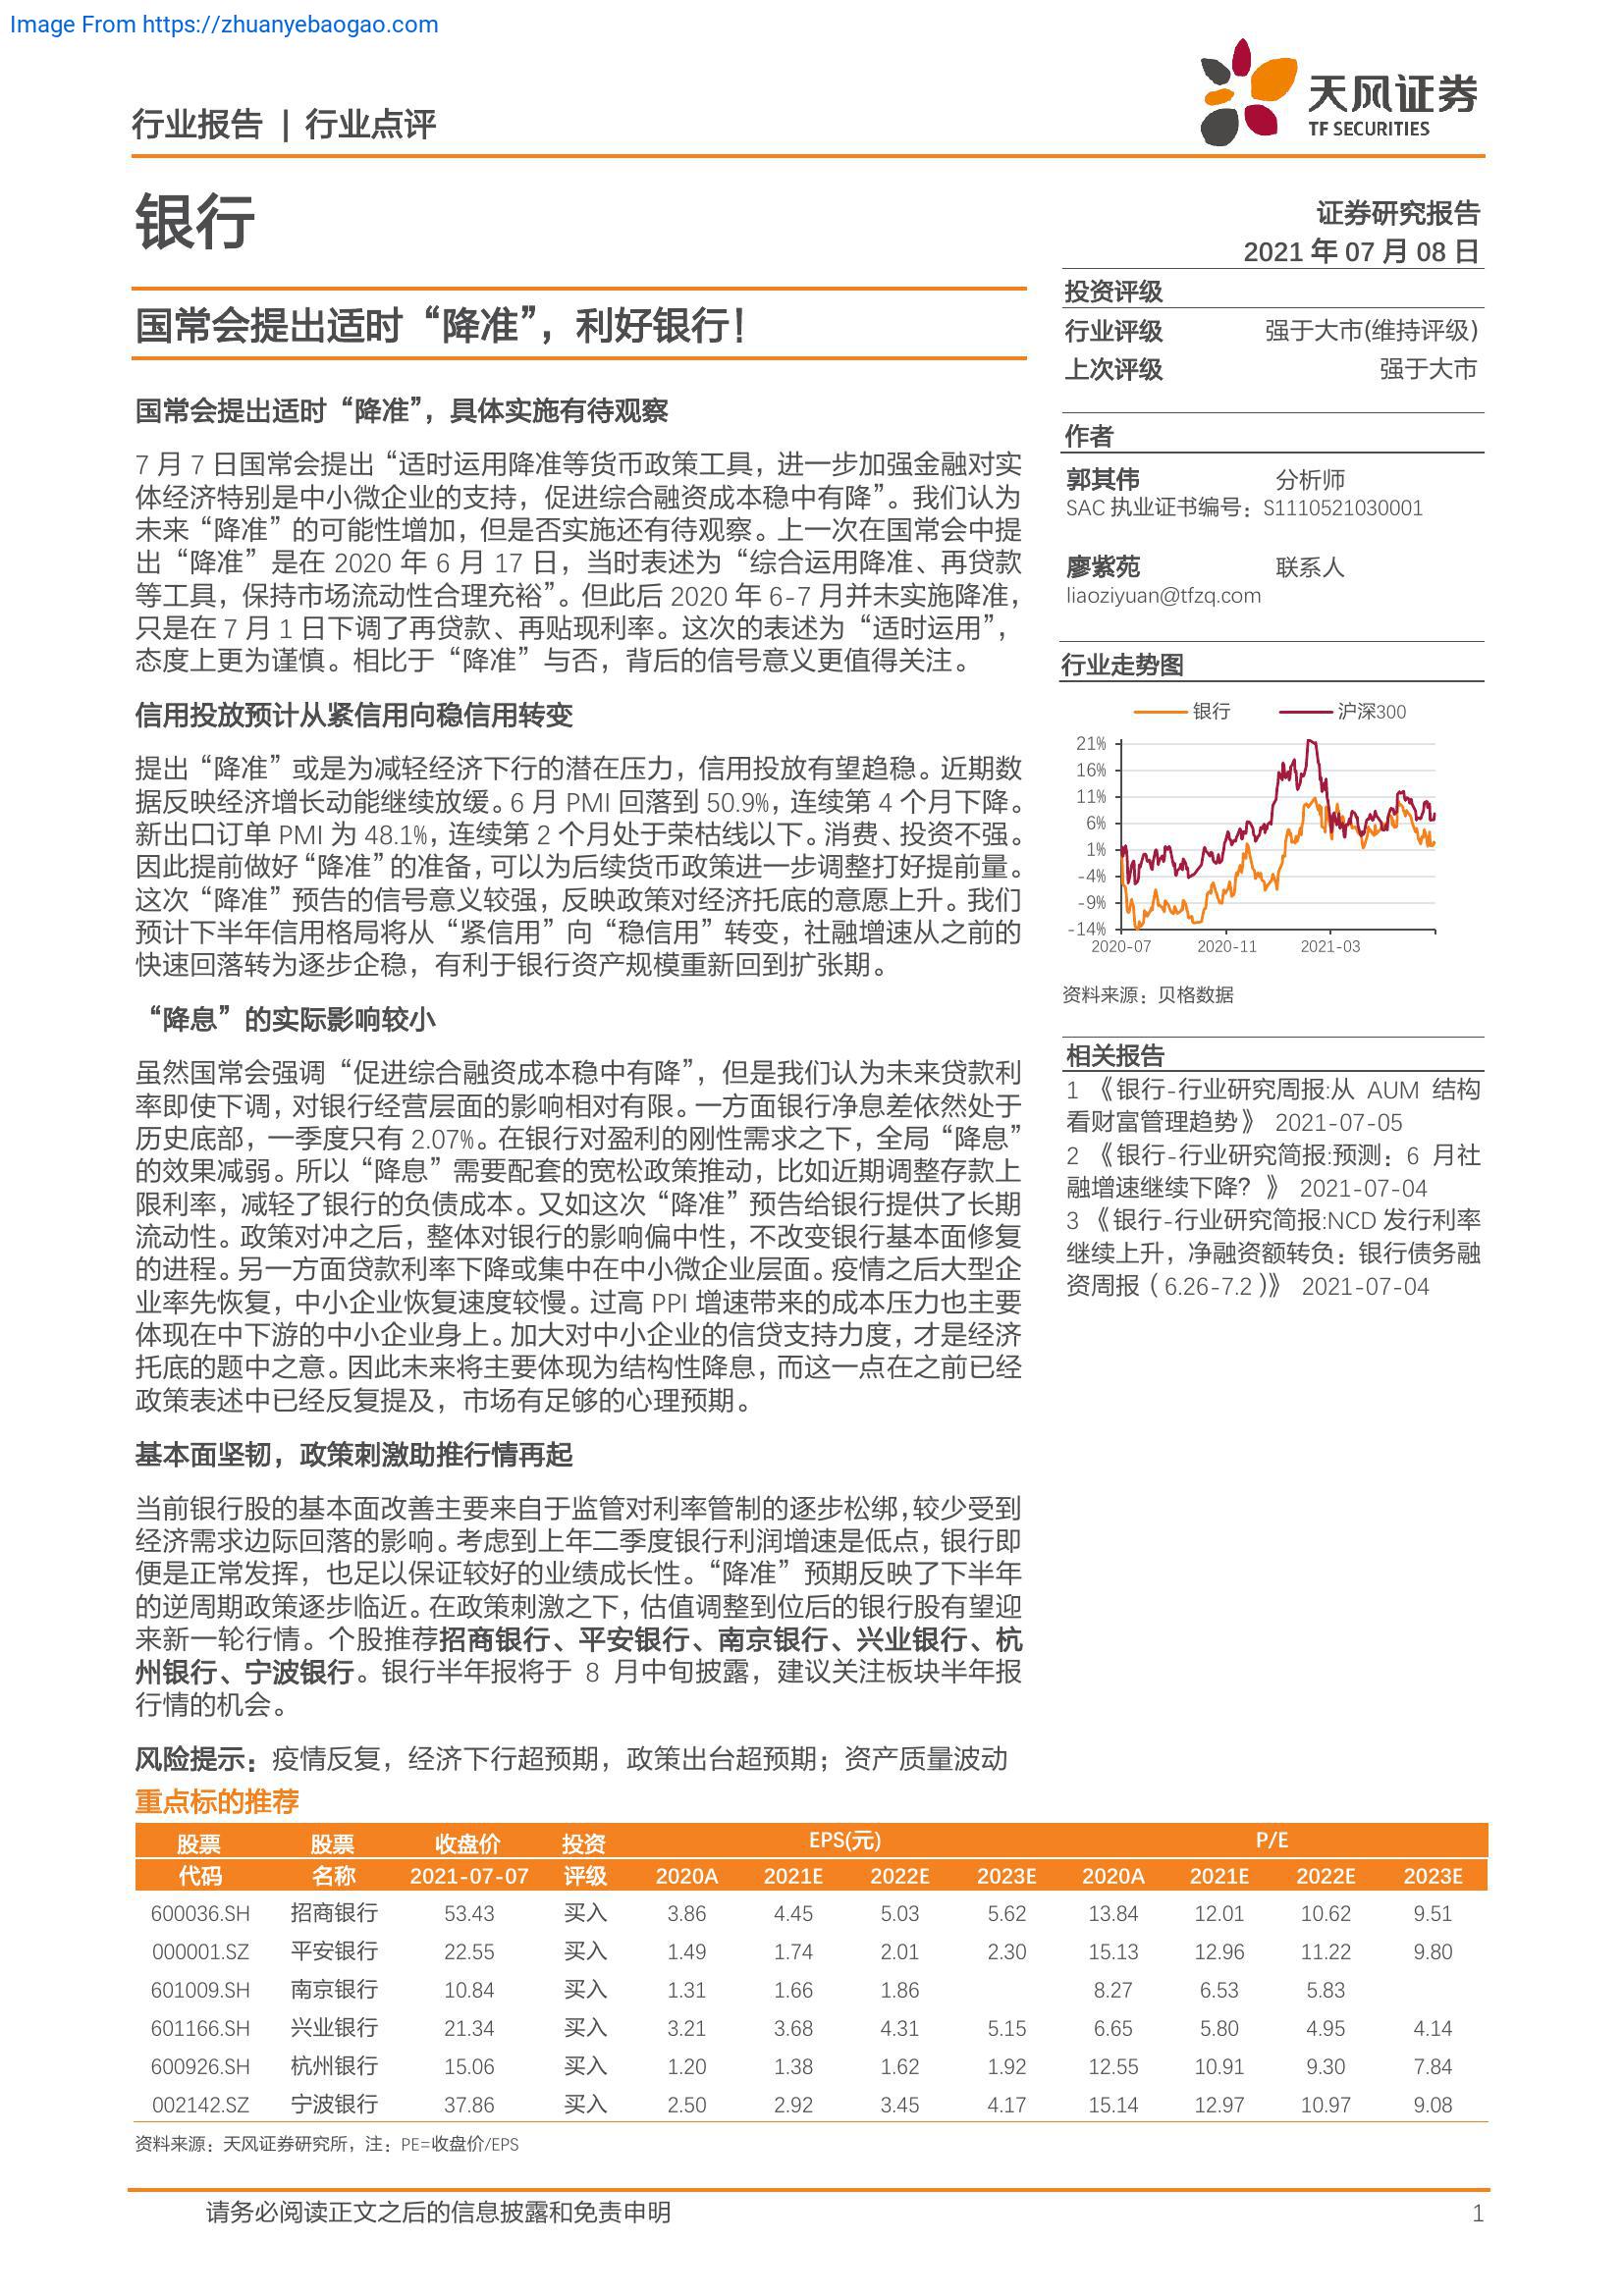 Image From https://zhuanyebaogao.com
行业报告 | 行业点评
天风证券
TF SECURITIES
银行
证券研究报告
2021 年 07 月 08 日
国常会提出适时“降准”，利好银行！
国常会提出适时“降准”，具体实施有待观察
7 月 7 日国常会提出“适时运用降准等货币政策工具，进一步加强金融对实
体经济特别是中小微企业的支持，促进综合融资成本稳中有降”。我们认为
未来“降准”的可能性增加，但是否实施还有待观察。上一次在国常会中提
出“降准”是在 2020 年 6 月 17 日，当时表述为“综合运用降准、再贷款
等工具，保持市场流动性合理充裕”。但此后 2020 年 6-7 月并未实施降准，
只是在 7 月 1 日下调了再贷款、再贴现利率。这次的表述为“适时运用”，
态度上更为谨慎。相比于“降准”与否，背后的信号意义更值得关注。
信用投放预计从紧信用向稳信用转变
提出“降准”或是为减轻经济下行的潜在压力，信用投放有望趋稳。近期数
据反映经济增长动能继续放缓。6 月 PMI 回落到 50.9%，连续第 4 个月下降。
新出口订单 PMI 为 48.1%，连续第 2 个月处于荣枯线以下。消费、投资不强。
因此提前做好“降准”的准备，可以为后续货币政策进一步调整打好提前量。
这次“降准”预告的信号意义较强，反映政策对经济托底的意愿上升。我们
预计下半年信用格局将从“紧信用”向“稳信用”转变，社融增速从之前的
快速回落转为逐步企稳，有利于银行资产规模重新回到扩张期。
“降息”的实际影响较小
虽然国常会强调“促进综合融资成本稳中有降”，但是我们认为未来贷款利
率即使下调，对银行经营层面的影响相对有限。一方面银行净息差依然处于
历史底部，一季度只有 2.07%。在银行对盈利的刚性需求之下，全局“降息”
的效果减弱。所以“降息”需要配套的宽松政策推动，比如近期调整存款上
限利率，减轻了银行的负债成本。又如这次“降准”预告给银行提供了长期
流动性。政策对冲之后，整体对银行的影响偏中性，不改变银行基本面修复
的进程。另一方面贷款利率下降或集中在中小微企业层面。疫情之后大型企
业率先恢复，中小企业恢复速度较慢。过高 PPI 增速带来的成本压力也主要
体现在中下游的中小企业身上。加大对中小企业的信贷支持力度，才是经济
托底的题中之意。因此未来将主要体现为结构性降息，而这一点在之前已经
政策表述中已经反复提及，市场有足够的心理预期。
基本面坚韧，政策刺激助推行情再起
当前银行股的基本面改善主要来自于监管对利率管制的逐步松绑，较少受到
经济需求边际回落的影响。考虑到上年二季度银行利润增速是低点，银行即
便是正常发挥，也足以保证较好的业绩成长性。“降准”预期反映了下半年
的逆周期政策逐步临近。在政策刺激之下，估值调整到位后的银行股有望迎
来新一轮行情。个股推荐招商银行、平安银行、南京银行、兴业银行、杭
州银行、宁波银行。银行半年报将于 8 月中旬披露，建议关注板块半年报
行情的机会。
风险提示：疫情反复，经济下行超预期，政策出台超预期；资产质量波动
投资评级
行业评级 强于大市(维持评级)
上次评级 强于大市
作者
郭其伟 分析师
SAC 执业证书编号：S1110521030001
廖紫苑 联系人
liaoziyuan@tfzq.com
行业走势图
银行 沪深300
21%
16%
11%
6%
1%
-4%
-9%
-14%
2020-07 2020-11 2021-03
资料来源：贝格数据
相关报告
1 《银行-行业研究周报:从 AUM 结构
看财富管理趋势》 2021-07-05
2 《银行-行业研究简报:预测：6 月社
融增速继续下降？》 2021-07-04
3 《银行-行业研究简报:NCD 发行利率
继续上升，净融资额转负：银行债务融
资周报（6.26-7.2）》 2021-07-04
重点标的推荐
股票 股票 收盘价 投资 EPS(元) P/E
代码 名称 2021-07-07 评级 2020A 2021E 2022E 2023E 2020A 2021E 2022E 2023E
600036.SH 招商银行 53.43 买入 3.86 4.45 5.03 5.62 13.84 12.01 10.62 9.51
000001.SZ 平安银行 22.55 买入 1.49 1.74 2.01 2.30 15.13 12.96 11.22 9.80
601009.SH 南京银行 10.84 买入 1.31 1.66 1.86 8.27 6.53 5.83
601166.SH 兴业银行 21.34 买入 3.21 3.68 4.31 5.15 6.65 5.80 4.95 4.14
600926.SH 杭州银行 15.06 买入 1.20 1.38 1.62 1.92 12.55 10.91 9.30 7.84
002142.SZ 宁波银行 37.86 买入 2.50 2.92 3.45 4.17 15.14 12.97 10.97 9.08
资料来源：天风证券研究所，注：PE=收盘价/EPS
请务必阅读正文之后的信息披露和免责申明 1